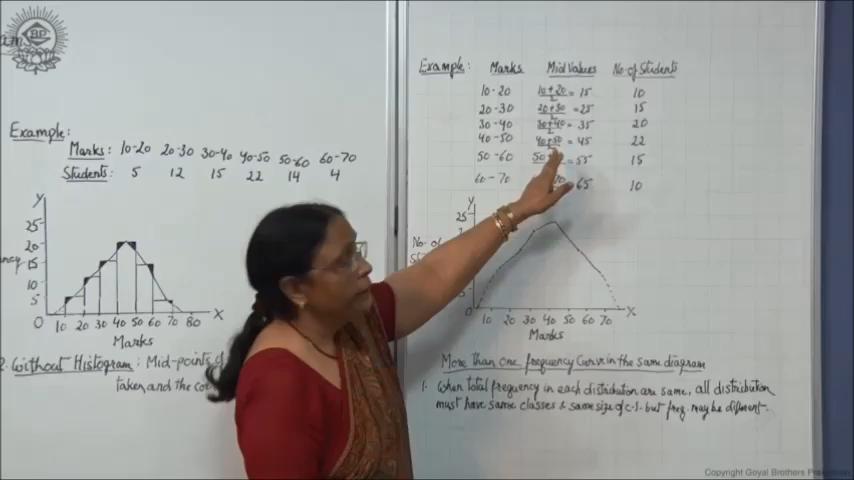 Example:
Marks: 10-20 20-30 30-40 40-50 50-60 60-70
Students: 5 12 15 22 14 4
Y
25
20
15
10
5
0 10 20 30 40 50 60 70 80 X
Marks
2. Without Histogram: Mid-points
taken, and the
Example: Marks Mid Values No. of Students
10-20 10+20/2 = 15 10
20-30 20+30/2 = 25 15
30-40 30+40/2 = 35 20
40-50 40+50/2 = 45 22
50-60 = 55 15
60-70 = 65 10
Y
25
No. of
0 10 20 30 40 50 60 70 X
Marks
More than one frequency Curve in the same diagram
1. When total frequency in each distribution are same, all distribution
must have same classes & same size of c.I. but freq. may be different.
Copyright Goyal Brothers